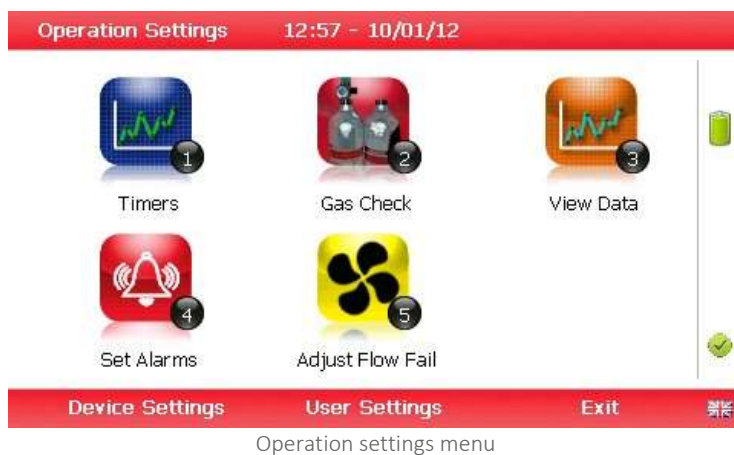 Operation Settings 12:57 - 10/01/12
1 2 3
Timers Gas Check View Data
4 5
Set Alarms Adjust Flow Fail
Device Settings User Settings Exit
Operation settings menu